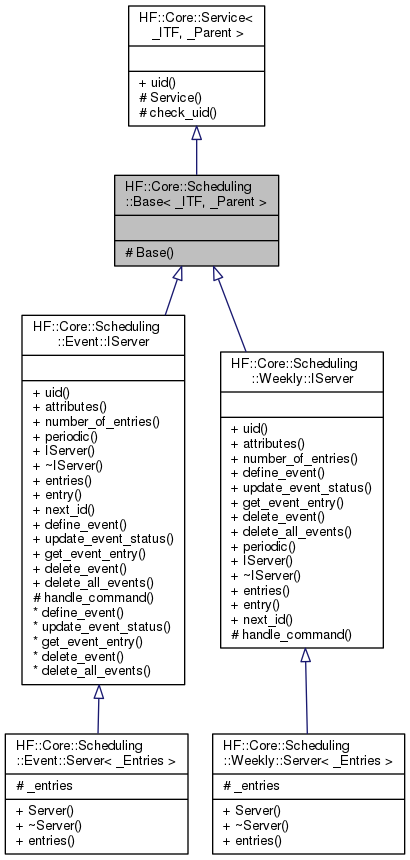 HF::Core::Service<
_ITF, _Parent >
+ uid()
# Service()
# check_uid()
HF::Core::Scheduling
::Base< _ITF, _Parent >
# Base()
HF::Core::Scheduling
::Event::IServer
+ uid()
+ attributes()
+ number_of_entries()
+ periodic()
+ IServer()
+ ~IServer()
+ entries()
+ entry()
+ next_id()
+ define_event()
+ update_event_status()
+ get_event_entry()
+ delete_event()
+ delete_all_events()
# handle_command()
* define_event()
* update_event_status()
* get_event_entry()
* delete_event()
* delete_all_events()
HF::Core::Scheduling
::Weekly::IServer
+ uid()
+ attributes()
+ number_of_entries()
+ define_event()
+ update_event_status()
+ get_event_entry()
+ delete_event()
+ delete_all_events()
+ periodic()
+ IServer()
+ ~IServer()
+ entries()
+ entry()
+ next_id()
# handle_command()
HF::Core::Scheduling
::Event::Server< _Entries >
# _entries
+ Server()
+ ~Server()
+ entries()
HF::Core::Scheduling
::Weekly::Server< _Entries >
# _entries
+ Server()
+ ~Server()
+ entries()